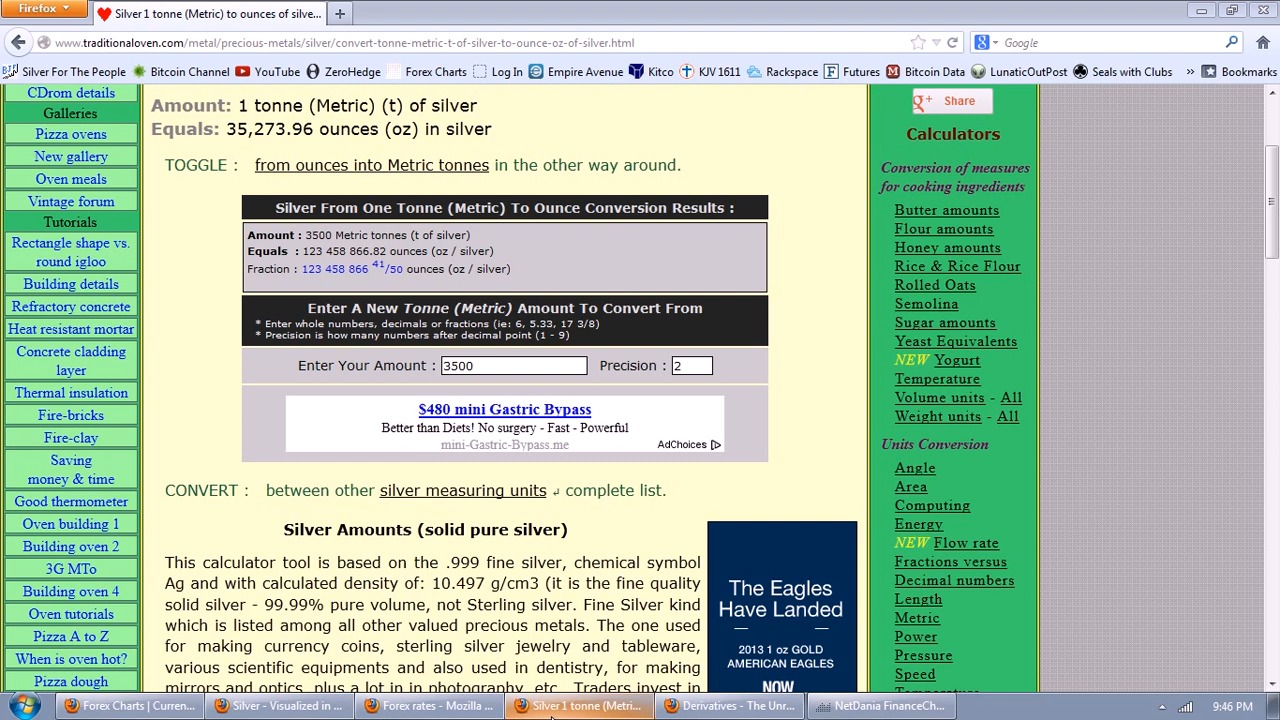 Firefox
Silver 1 tonne (Metric) to ounces of silve...
www.traditionaloven.com/metal/precious-metals/silver/convert-tonne-metric-t-of-silver-to-ounce-oz-of-silver.html
Google
Silver For The People
Bitcoin Channel
YouTube
ZeroHedge
Forex Charts
Log In
Empire Avenue
Kitco
KJV 1611
Rackspace
Futures
Bitcoin Data
LunaticOutPost
Seals with Clubs
Bookmarks
CDrom details
Galleries
Pizza ovens
New gallery
Oven meals
Vintage forum
Tutorials
Rectangle shape vs.
round igloo
Building details
Refractory concrete
Heat resistant mortar
Concrete cladding
layer
Thermal insulation
Fire-bricks
Fire-clay
Saving
money & time
Good thermometer
Oven building 1
Building oven 2
3G MTo
Building oven 4
Oven tutorials
Pizza A to Z
When is oven hot?
Pizza dough
Amount: 1 tonne (Metric) (t) of silver
Equals: 35,273.96 ounces (oz) in silver
TOGGLE : from ounces into Metric tonnes in the other way around.
Silver From One Tonne (Metric) To Ounce Conversion Results :
Amount : 3500 Metric tonnes (t of silver)
Equals : 123 458 866.82 ounces (oz / silver)
Fraction : 123 458 866 41/50 ounces (oz / silver)
Enter A New Tonne (Metric) Amount To Convert From
* Enter whole numbers, decimals or fractions (ie: 6, 5.33, 17 3/8)
* Precision is how many numbers after decimal point (1 - 9)
Enter Your Amount : 3500 Precision : 2
$480 mini Gastric Bypass
Better than Diets! No surgery - Fast - Powerful
mini-Gastric-Bypass.me
AdChoices
CONVERT : between other silver measuring units ↲ complete list.
Silver Amounts (solid pure silver)
This calculator tool is based on the .999 fine silver, chemical symbol
Ag and with calculated density of: 10.497 g/cm3 (it is the fine quality
solid silver - 99.99% pure volume, not Sterling silver. Fine Silver kind
which is listed among all other valued precious metals. The one used
for making currency coins, sterling silver jewelry and tableware,
various scientific equipments and also used in dentistry, for making
mirrors and optics, plus a lot in in photography, etc. Traders invest in
The Eagles
Have Landed
2013 1 oz GOLD
AMERICAN EAGLES
NOW
Share
Calculators
Conversion of measures
for cooking ingredients
Butter amounts
Flour amounts
Honey amounts
Rice & Rice Flour
Rolled Oats
Semolina
Sugar amounts
Yeast Equivalents
NEW Yogurt
Temperature
Volume units - All
Weight units - All
Units Conversion
Angle
Area
Computing
Energy
NEW Flow rate
Fractions versus
Decimal numbers
Length
Metric
Power
Pressure
Speed
Temperature
Forex Charts | Curren...
Silver - Visualized in ...
Forex rates - Mozilla ...
Silver 1 tonne (Metri...
Derivatives - The Unr...
NetDania FinanceCh...
9:46 PM